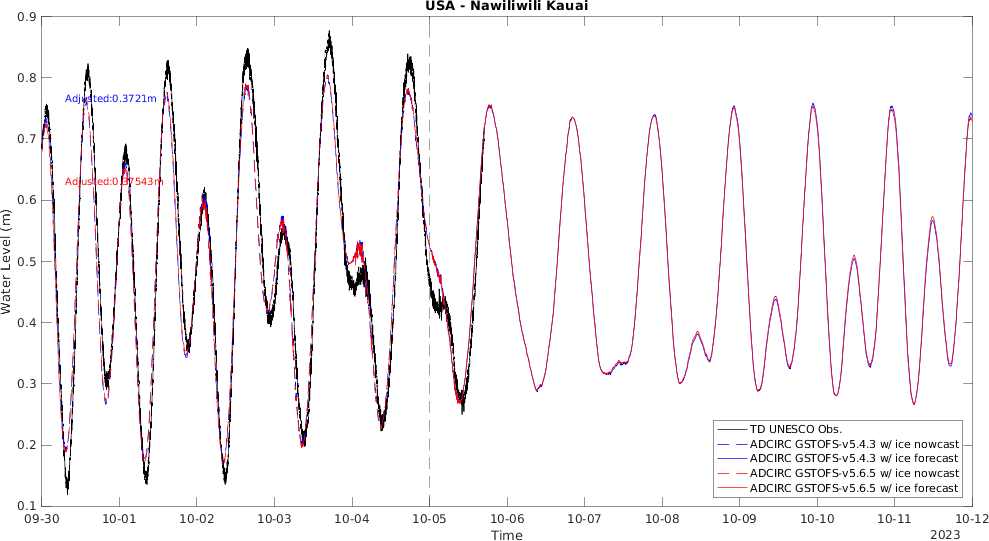 USA - Nawiliwili Kauai
0.9
0.8
0.7
0.6
0.5
0.4
0.3
0.2
0.1
Water Level (m)
Adjusted:0.3721m
Adjusted:0.37543m
TD UNESCO Obs.
ADCIRC GSTOFS-v5.4.3 w/ ice nowcast
ADCIRC GSTOFS-v5.4.3 w/ ice forecast
ADCIRC GSTOFS-v5.6.5 w/ ice nowcast
ADCIRC GSTOFS-v5.6.5 w/ ice forecast
09-30 10-01 10-02 10-03 10-04 10-05 10-06 10-07 10-08 10-09 10-10 10-11 10-12
Time
2023